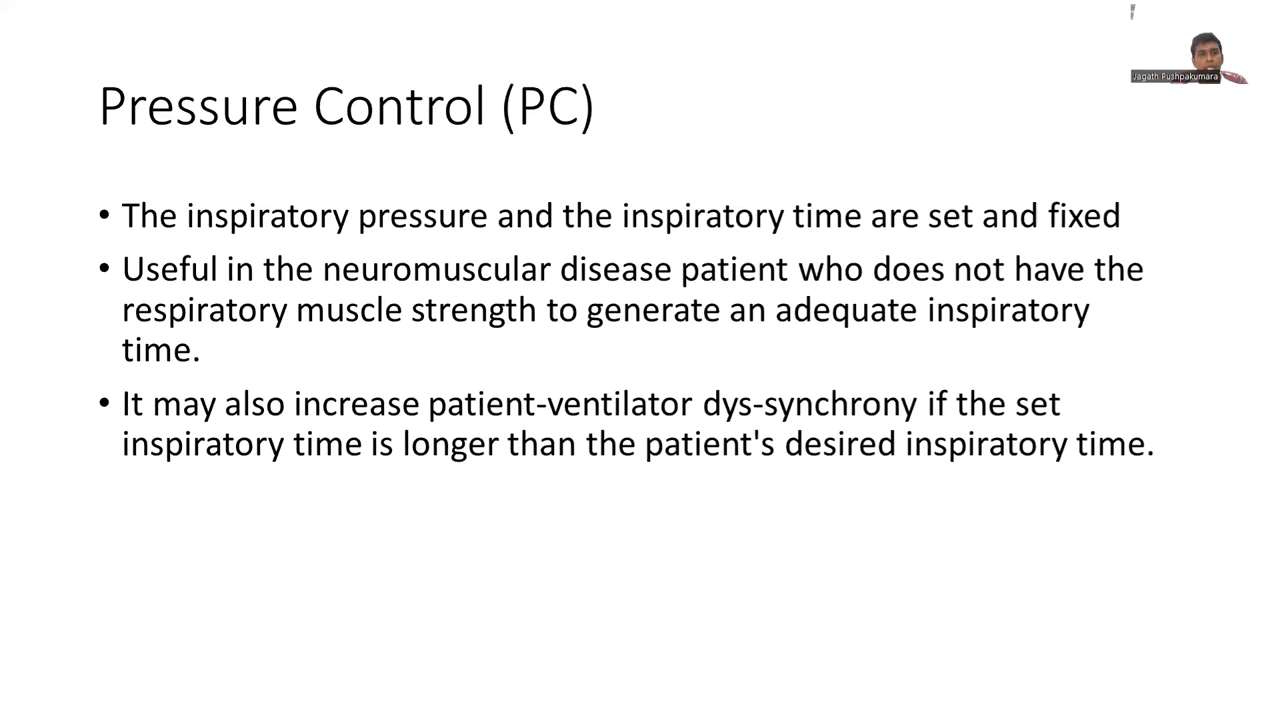 Jagath Pushpakumara
Pressure Control (PC)
• The inspiratory pressure and the inspiratory time are set and fixed
• Useful in the neuromuscular disease patient who does not have the
respiratory muscle strength to generate an adequate inspiratory
time.
• It may also increase patient-ventilator dys-synchrony if the set
inspiratory time is longer than the patient's desired inspiratory time.